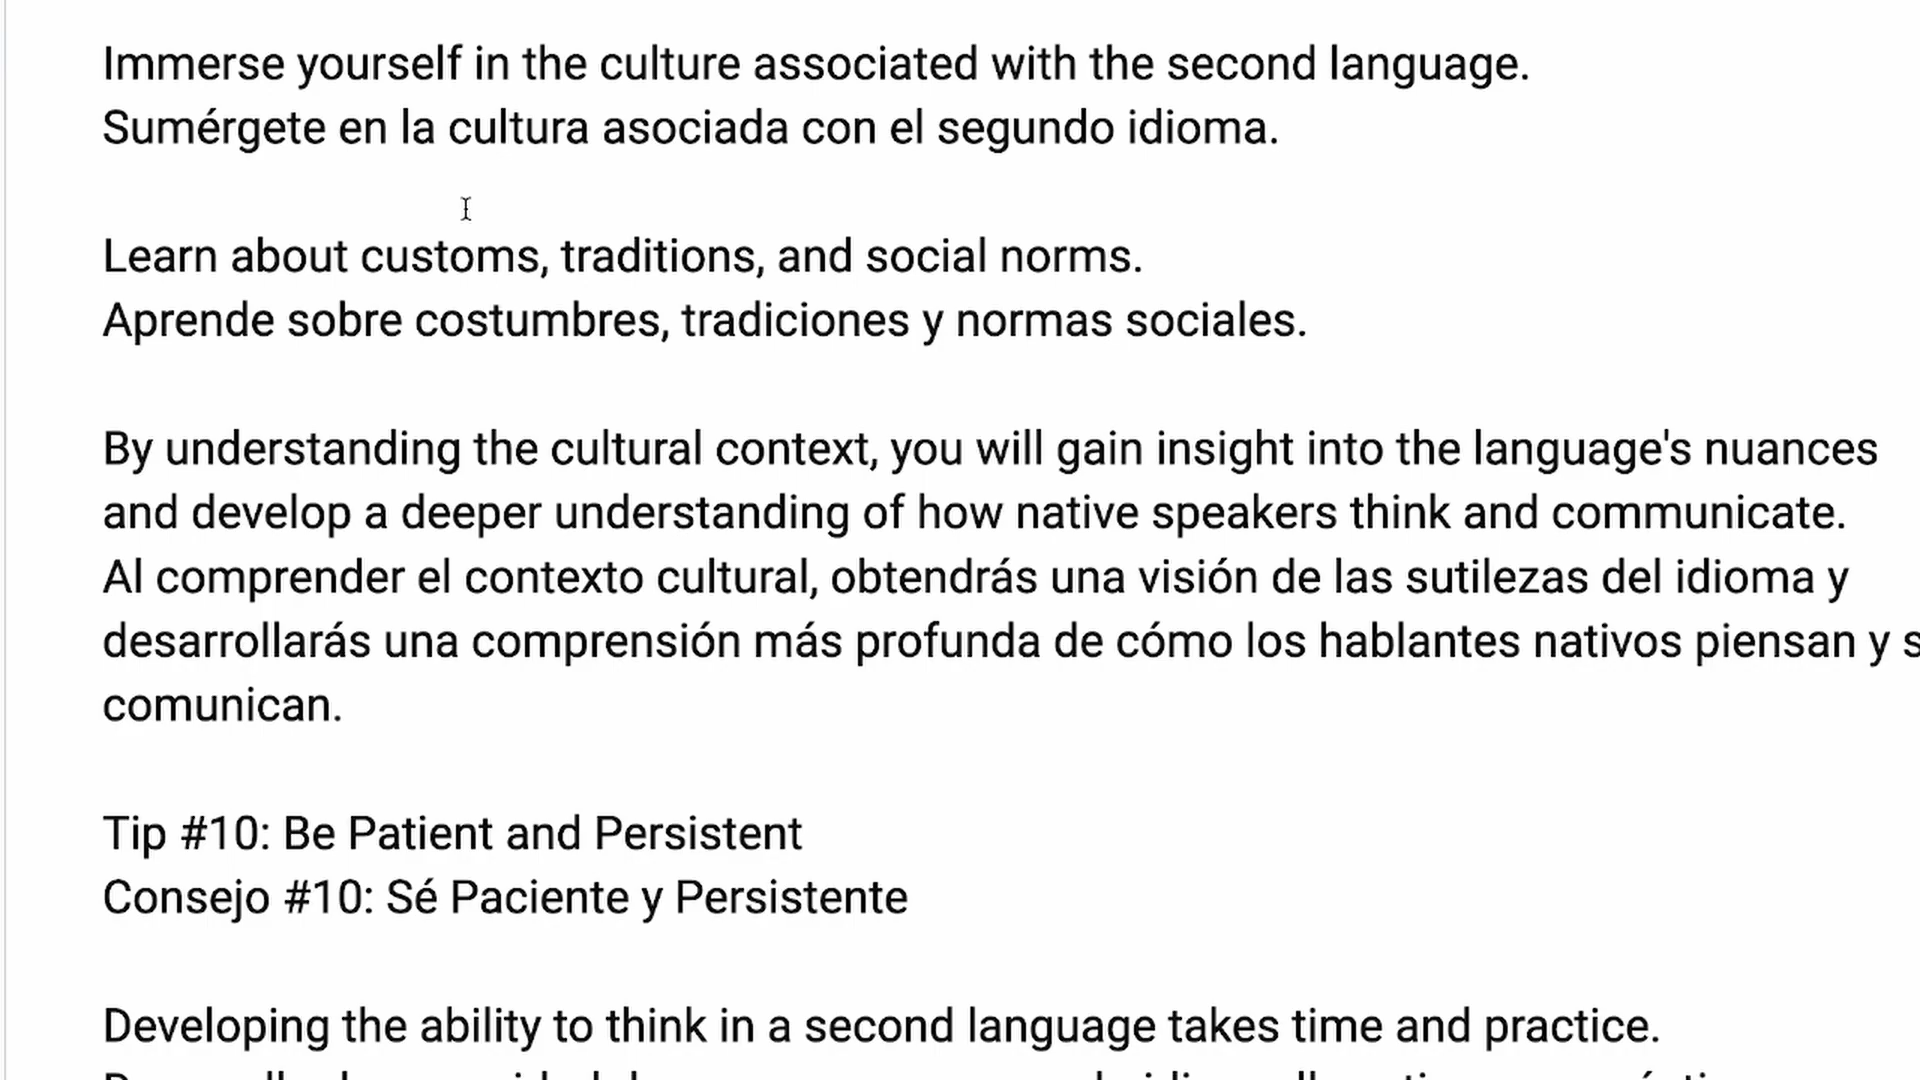 Immerse yourself in the culture associated with the second language.
Sumérgete en la cultura asociada con el segundo idioma.
Learn about customs, traditions, and social norms.
Aprende sobre costumbres, tradiciones y normas sociales.
By understanding the cultural context, you will gain insight into the language's nuances
and develop a deeper understanding of how native speakers think and communicate.
Al comprender el contexto cultural, obtendrás una visión de las sutilezas del idioma y
desarrollarás una comprensión más profunda de cómo los hablantes nativos piensan y
comunican.
Tip #10: Be Patient and Persistent
Consejo #10: Sé Paciente y Persistente
Developing the ability to think in a second language takes time and practice.